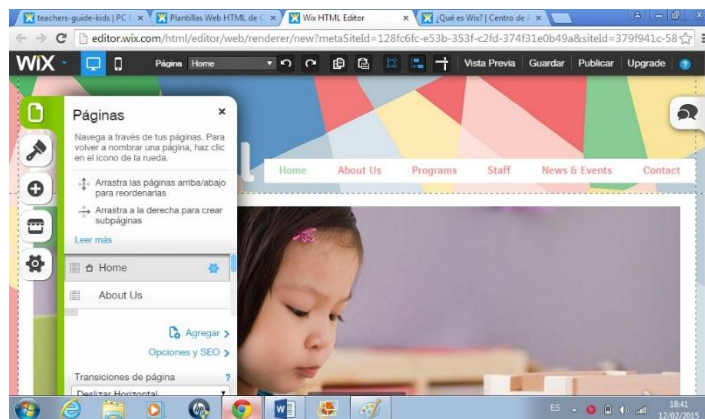 teachers-guide-kids | PC F
Plantillas Web HTML de C
Wix HTML Editor
¿Qué es Wix? | Centro de A
editor.wix.com/html/editor/web/renderer/new?metaSiteId=128fc6fc-e53b-353f-c2fd-374f31e0b49a&siteId=379f941c-58
WiX
Página Home
Vista Previa Guardar Publicar Upgrade ?
Páginas ×
Navega a través de tus páginas. Para
volver a nombrar una página, haz clic
en el icono de la rueda.
Arrastra las páginas arriba/abajo
para reordenarlas
Arrastra a la derecha para crear
subpáginas
Leer más
Home
About Us
Agregar >
Opciones y SEO >
Transiciones de página ?
Deslizar Horizontal
Home About Us Programs Staff News & Events Contact
ES
18:41
12/02/2015